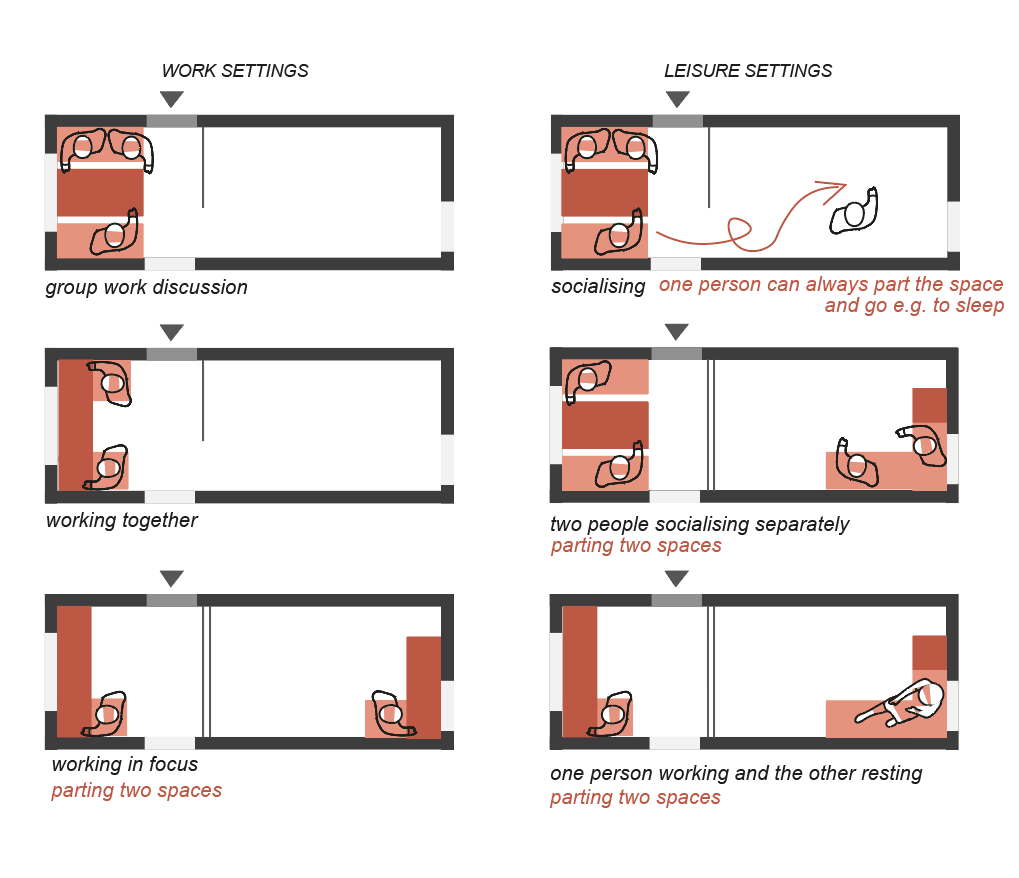 WORK SETTINGS
LEISURE SETTINGS
group work discussion
socialising one person can always part the space
and go e.g. to sleep
working together
two people socialising separately
parting two spaces
working in focus
parting two spaces
one person working and the other resting
parting two spaces